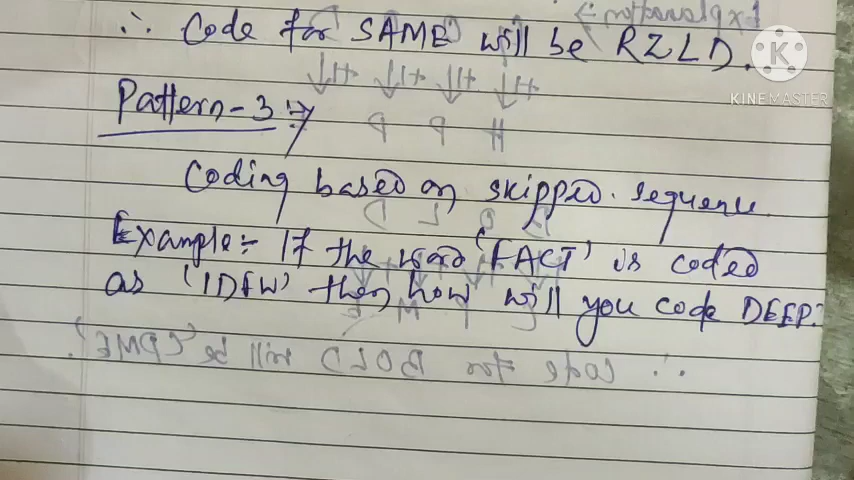 ∴ Code for SAME will be RZLD.
KINEMASTER
Pattern-3 :→
Coding based on skipped sequence
Example:- If the word 'FACT' is coded
as 'IDFW' then how will you code DEEP?